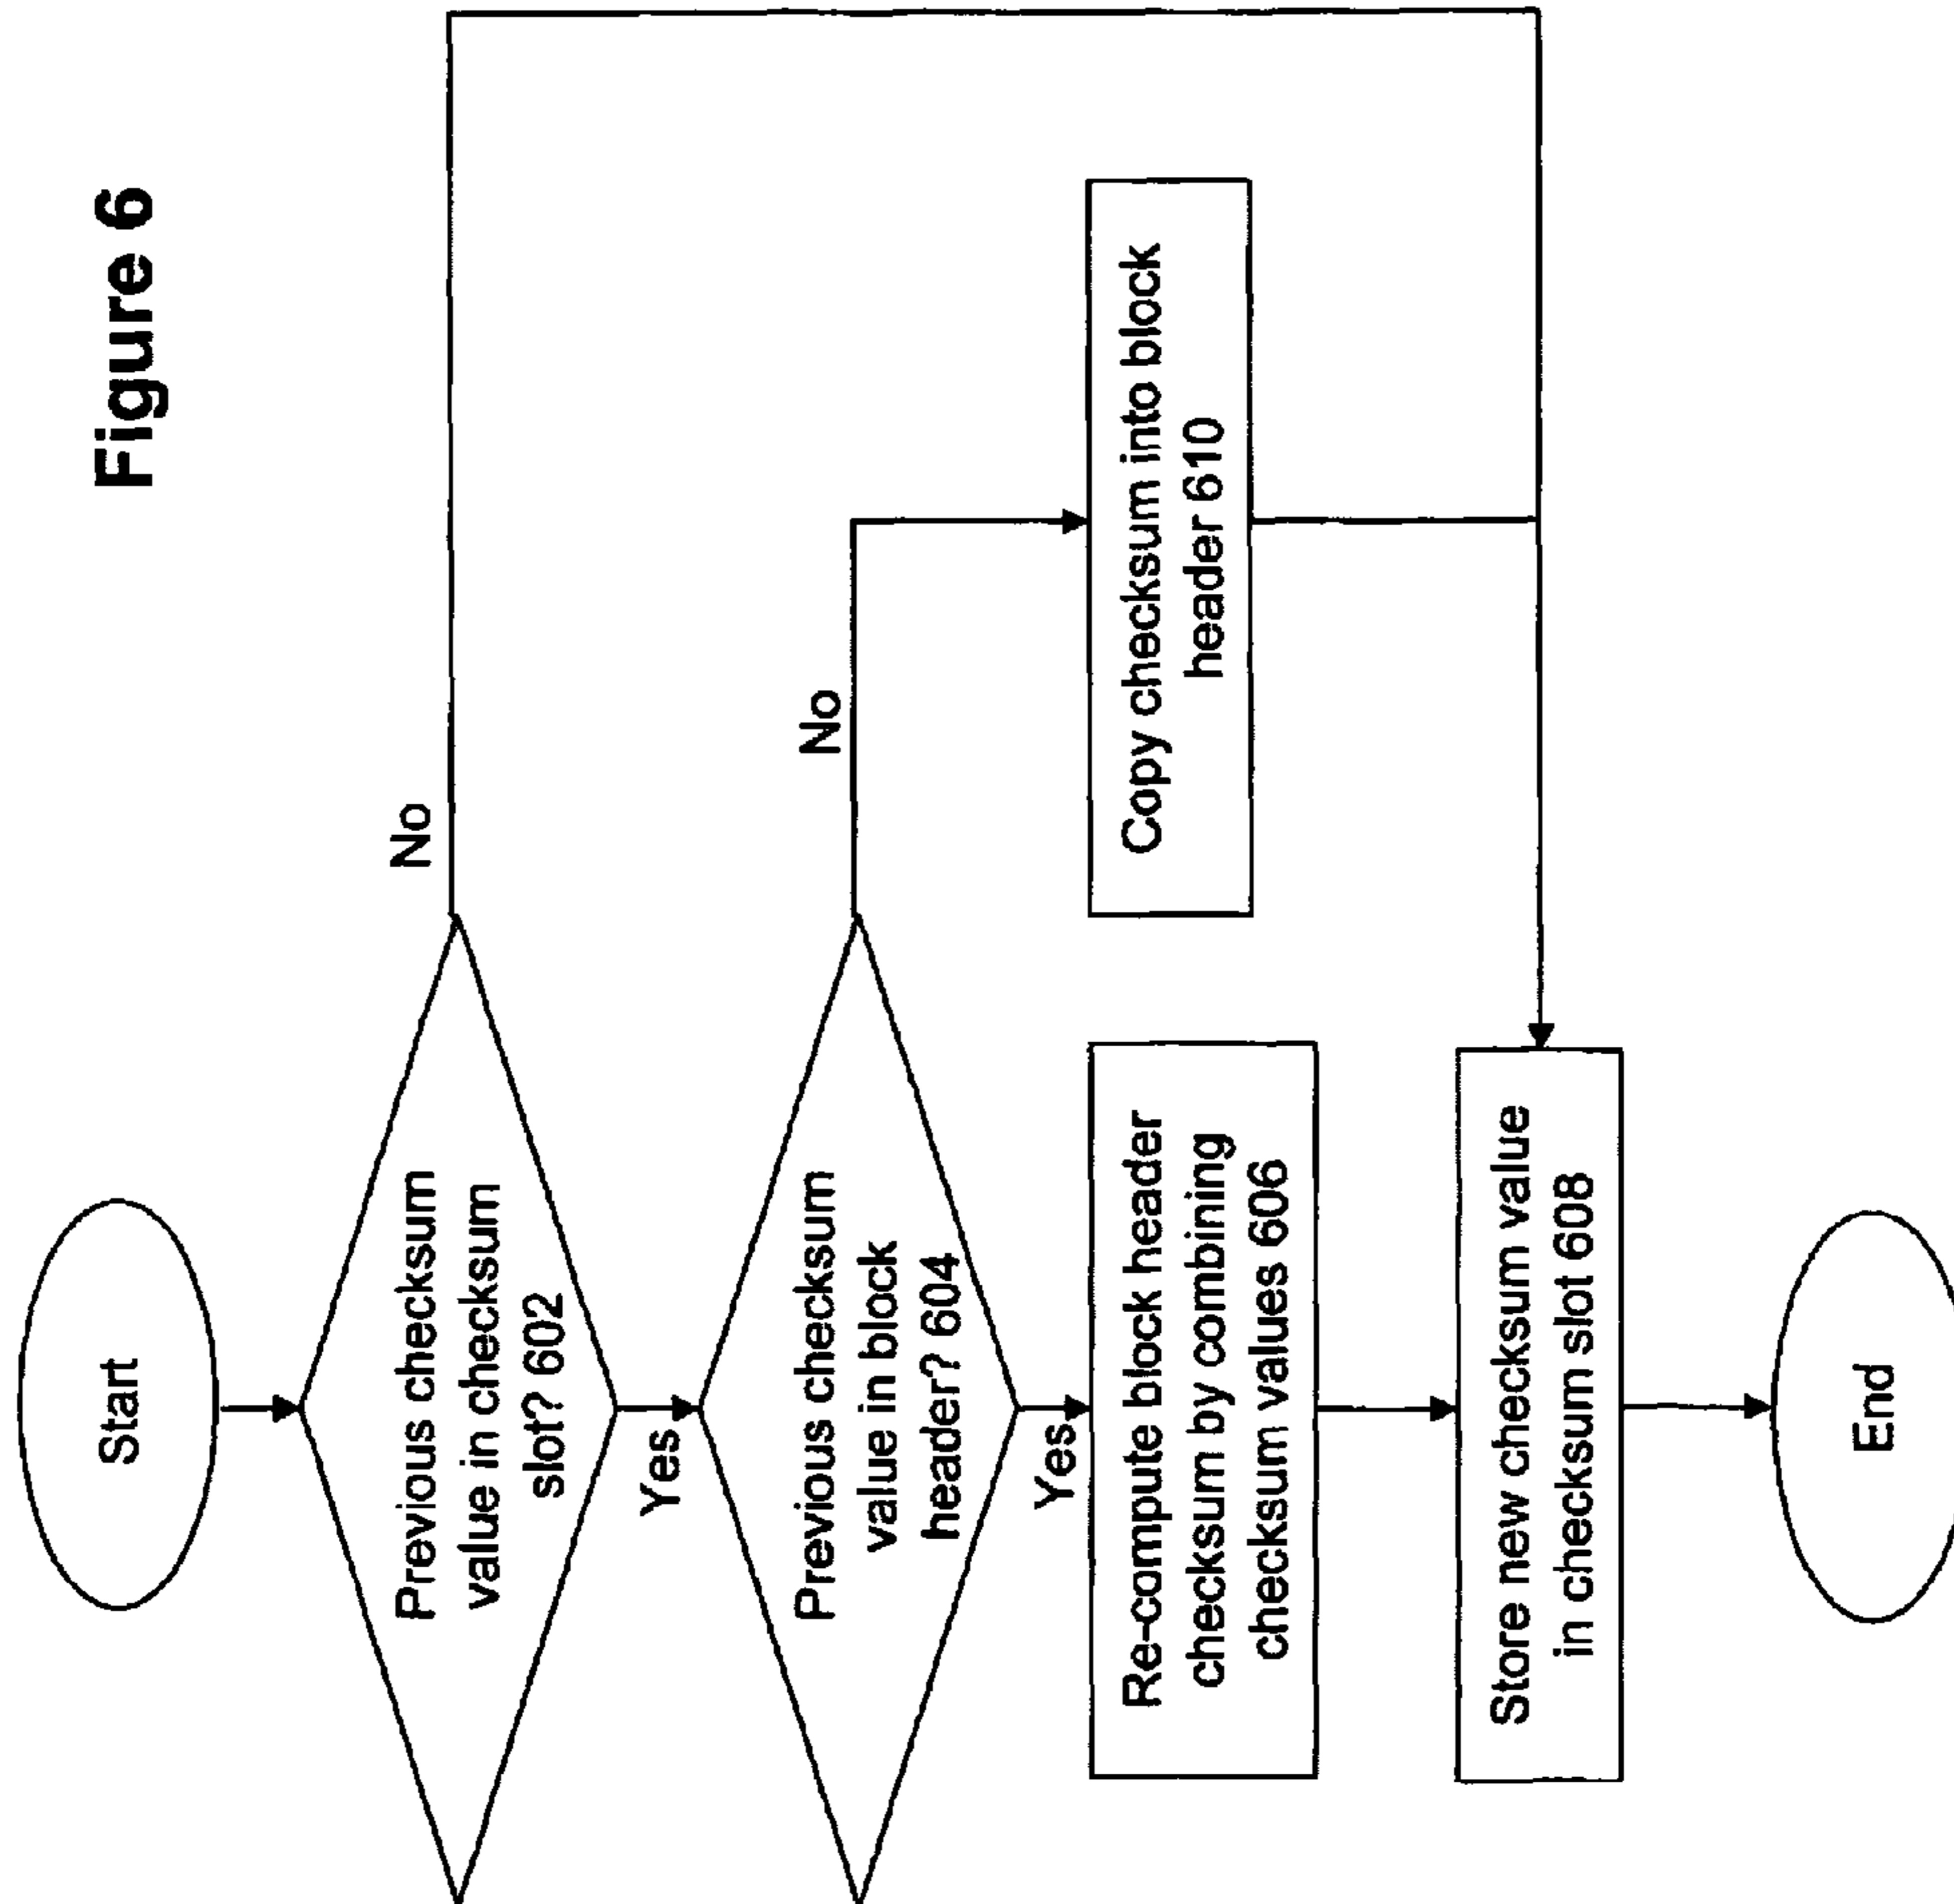 Figure 6
Start
Previous checksum
value in checksum
slot? 602
No
Yes
Previous checksum
value in block
header? 604
No
Yes
Re-compute block header
checksum by combining
checksum values 606
Copy checksum into block
header 610
Store new checksum value
in checksum slot 608
End